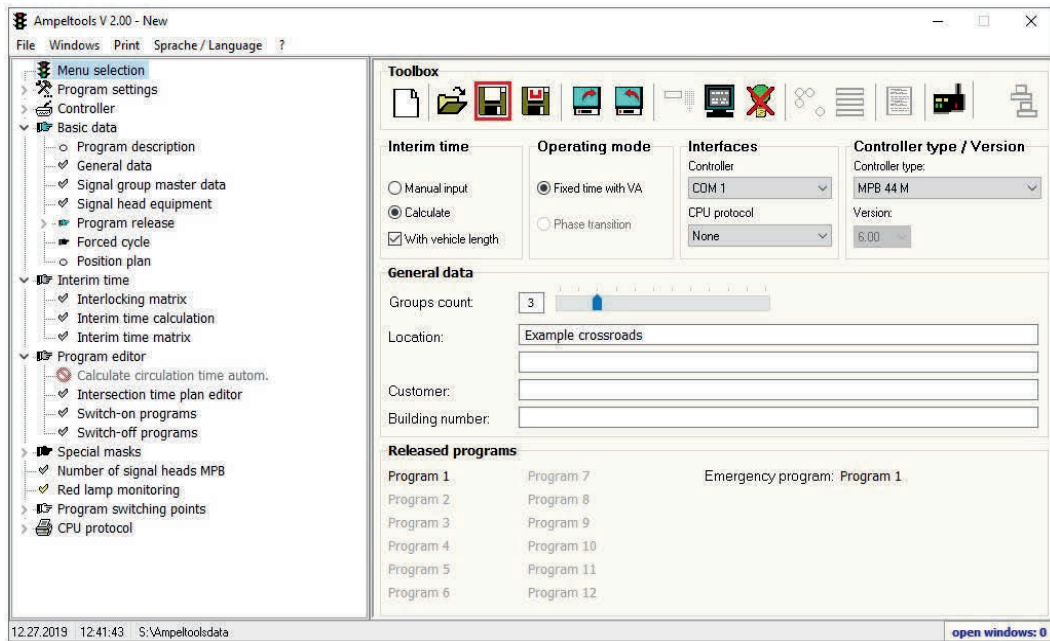 Ampeltools V 2.00 - New
File Windows Print Sprache / Language ?
Menu selection
Program settings
Controller
Basic data
Program description
General data
Signal group master data
Signal head equipment
Program release
Forced cycle
Position plan
Interim time
Interlocking matrix
Interim time calculation
Interim time matrix
Program editor
Calculate circulation time autom.
Intersection time plan editor
Switch-on programs
Switch-off programs
Special masks
Number of signal heads MPB
Red lamp monitoring
Program switching points
CPU protocol
Toolbox
Interim time
Manual input
Calculate
With vehicle length
Operating mode
Fixed time with VA
Phase transition
Interfaces
Controller
COM 1
CPU protocol
None
Controller type / Version
Controller type:
MPB 44 M
Version:
6.00
General data
Groups count: 3
Location: Example crossroads
Customer:
Building number:
Released programs
Program 1 Program 7 Emergency program: Program 1
Program 2 Program 8
Program 3 Program 9
Program 4 Program 10
Program 5 Program 11
Program 6 Program 12
12.27.2019 12:41:43 S:\Ampeltoolsdata open windows: 0